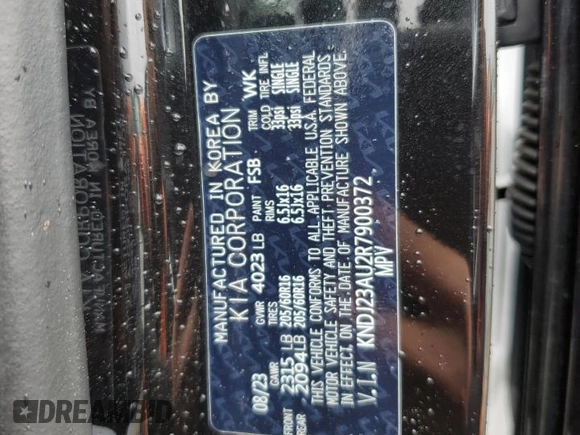 MANUFACTURED IN KOREA BY
KIA CORPORATION
08/23 GVWR 4023 LB PAINT FSB TRIM WK
GAWR TIRES RIMS COLD TIRE INFL
FRONT 2315 LB 205/60R16 6.5Jx16 33psi SINGLE
REAR 2094LB 205/60R16 6.5Jx16 33psi SINGLE
THIS VEHICLE CONFORMS TO ALL APPLICABLE U.S.A. FEDERAL
MOTOR VEHICLE SAFETY AND THEFT PREVENTION STANDARDS
IN EFFECT ON THE DATE OF MANUFACTURE SHOWN ABOVE.
V.I.N KNDJ23AU2R7900372
MPV
DREAMEID